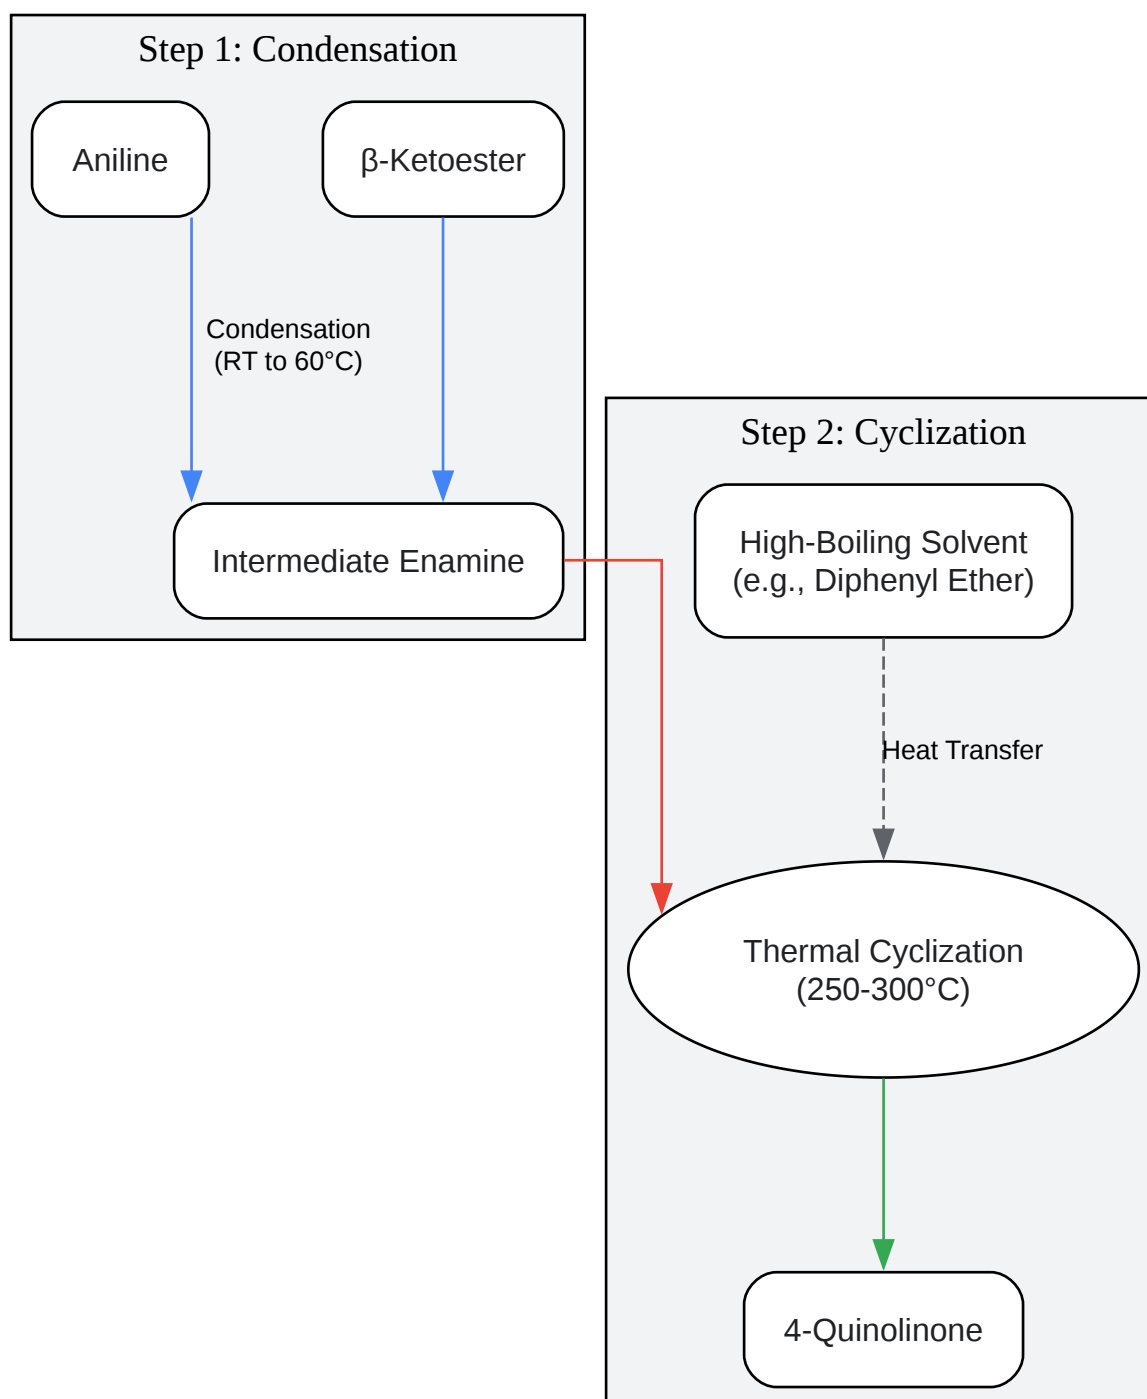 Step 1: Condensation
Aniline
β-Ketoester
Condensation
(RT to 60°C)
Intermediate Enamine
Step 2: Cyclization
High-Boiling Solvent
(e.g., Diphenyl Ether)
Heat Transfer
Thermal Cyclization
(250-300°C)
4-Quinolinone